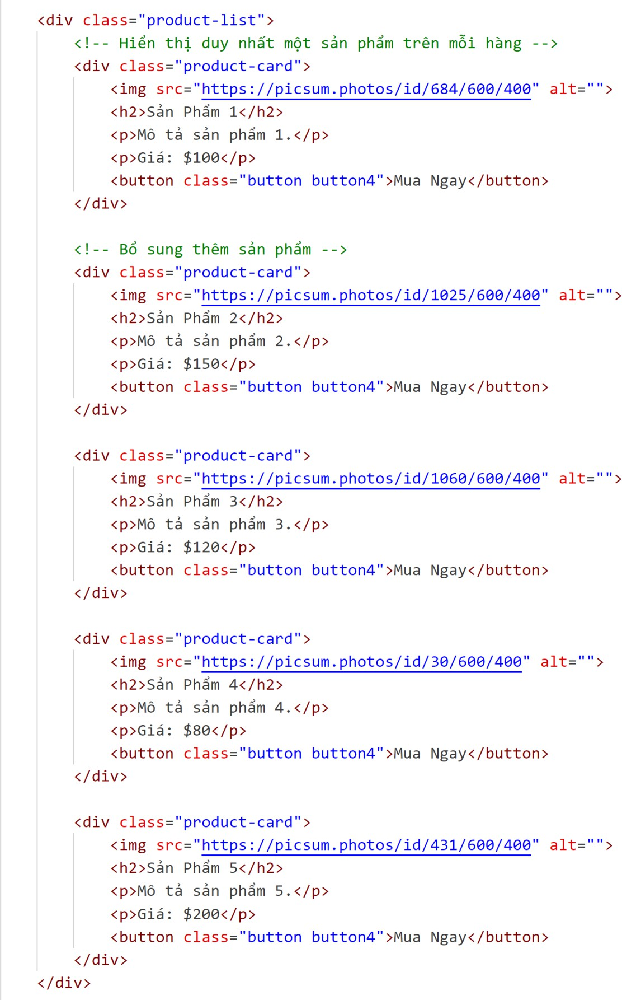 <div class="product-list">
    <!-- Hiển thị duy nhất một sản phẩm trên mỗi hàng -->
    <div class="product-card">
        <img src="https://picsum.photos/id/684/600/400" alt="">
        <h2>Sản Phẩm 1</h2>
        <p>Mô tả sản phẩm 1.</p>
        <p>Giá: $100</p>
        <button class="button button4">Mua Ngay</button>
    </div>

    <!-- Bổ sung thêm sản phẩm -->
    <div class="product-card">
        <img src="https://picsum.photos/id/1025/600/400" alt="">
        <h2>Sản Phẩm 2</h2>
        <p>Mô tả sản phẩm 2.</p>
        <p>Giá: $150</p>
        <button class="button button4">Mua Ngay</button>
    </div>

    <div class="product-card">
        <img src="https://picsum.photos/id/1060/600/400" alt="">
        <h2>Sản Phẩm 3</h2>
        <p>Mô tả sản phẩm 3.</p>
        <p>Giá: $120</p>
        <button class="button button4">Mua Ngay</button>
    </div>

    <div class="product-card">
        <img src="https://picsum.photos/id/30/600/400" alt="">
        <h2>Sản Phẩm 4</h2>
        <p>Mô tả sản phẩm 4.</p>
        <p>Giá: $80</p>
        <button class="button button4">Mua Ngay</button>
    </div>

    <div class="product-card">
        <img src="https://picsum.photos/id/431/600/400" alt="">
        <h2>Sản Phẩm 5</h2>
        <p>Mô tả sản phẩm 5.</p>
        <p>Giá: $200</p>
        <button class="button button4">Mua Ngay</button>
    </div>
</div>